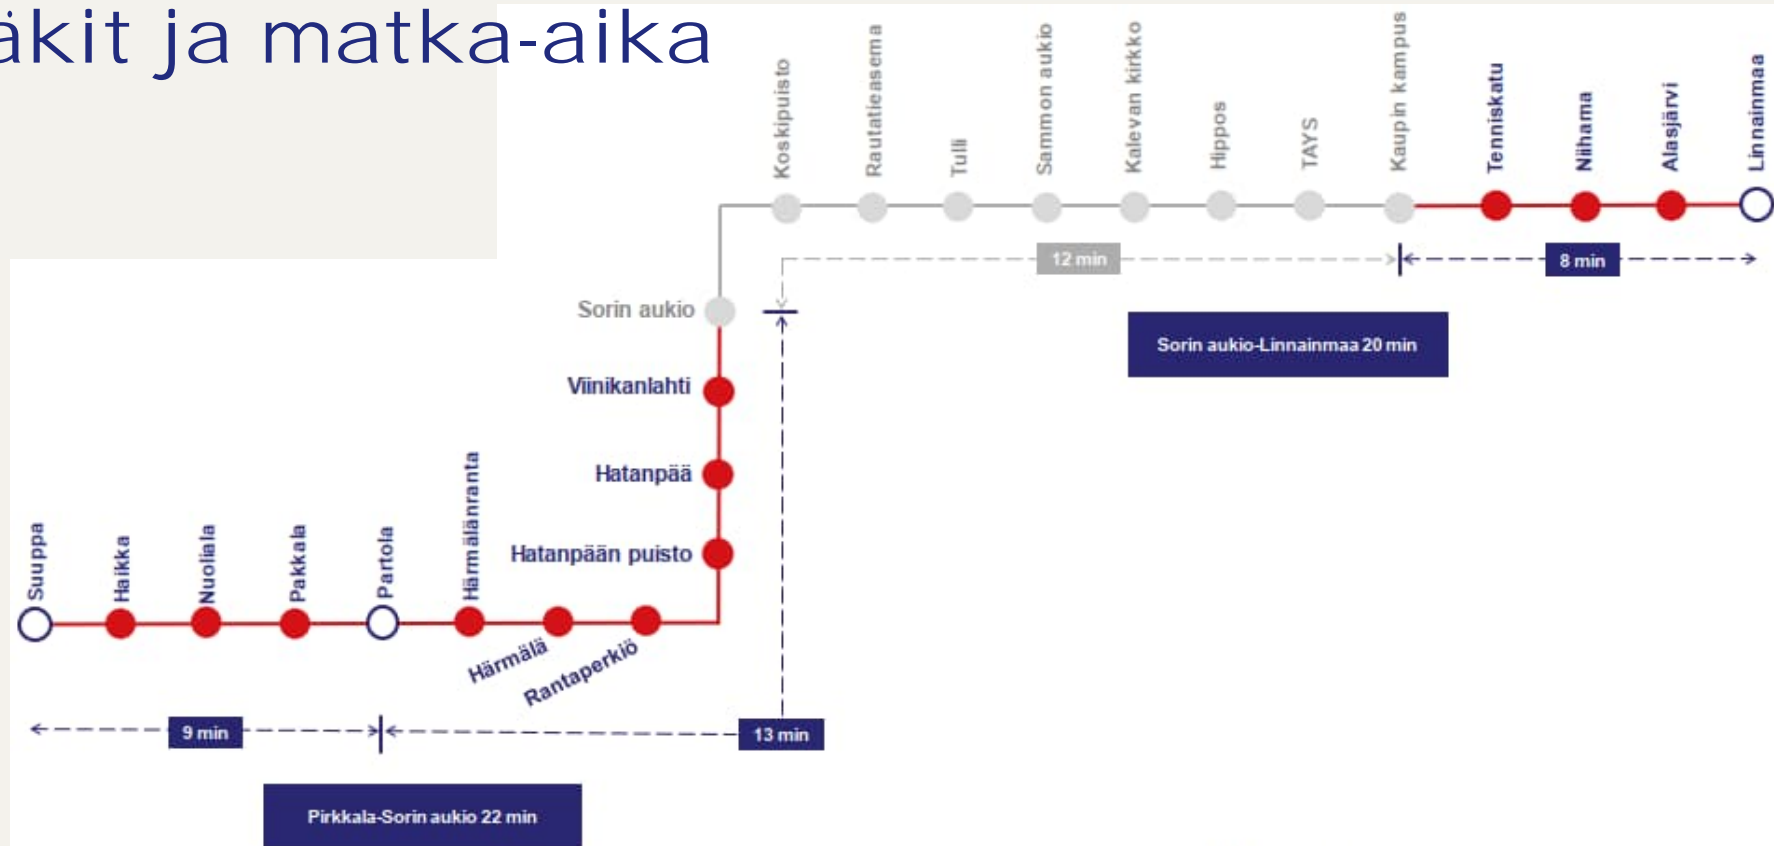 äkit ja matka-aika
Koskipuisto
Rautatieasema
Tulli
Sammon aukio
Kalevan kirkko
Hippos
TAYS
Kaupin kampus
Tenniskatu
Niihama
Alasjärvi
Linnainmaa
12 min
8 min
Sorin aukio
Sorin aukio-Linnainmaa 20 min
Viinikanlahti
Hatanpää
Hatanpään puisto
Suuppa
Haikka
Nuoliala
Pakkala
Partola
Härmälänranta
Härmälä
Rantaperkiö
9 min
13 min
Pirkkala-Sorin aukio 22 min